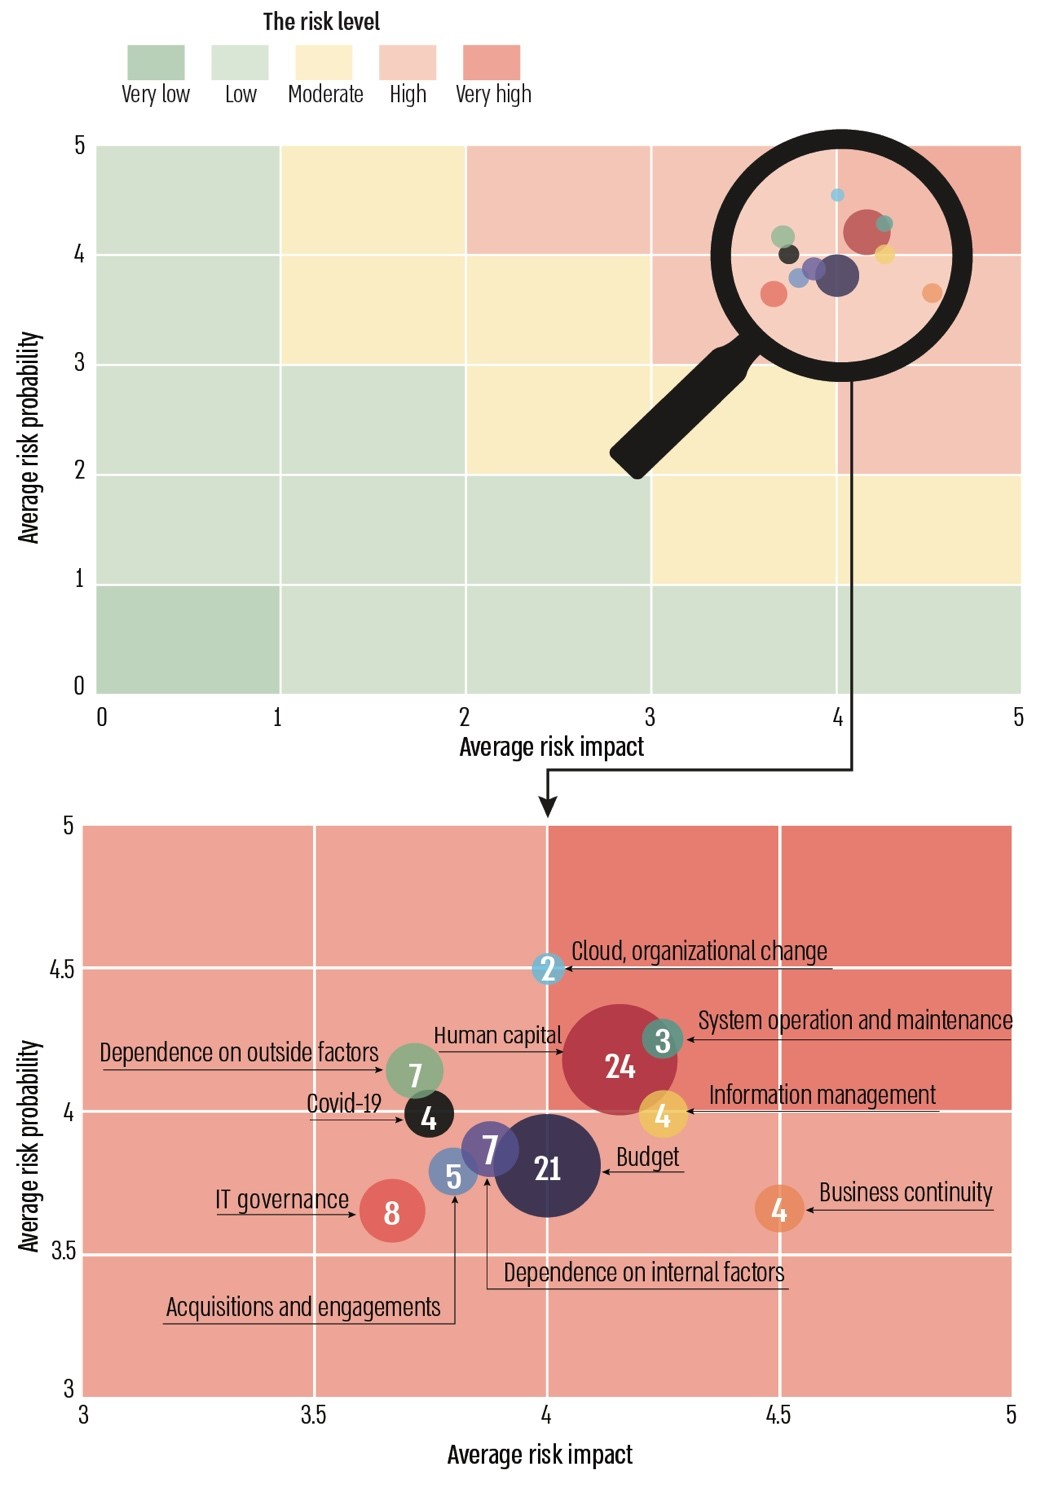 The risk level
Very low
Low
Moderate
High
Very high
5
4
3
2
1
0
Average risk probability
0
1
2
3
4
5
Average risk impact
5
4.5
4
3.5
3
Average risk probability
2
Cloud, organizational change
Human capital
24
3
System operation and maintenance
Dependence on outside factors
7
Covid-19
4
4
Information management
7
21
Budget
5
IT governance
8
4
Business continuity
Dependence on internal factors
Acquisitions and engagements
3
3.5
4
4.5
5
Average risk impact